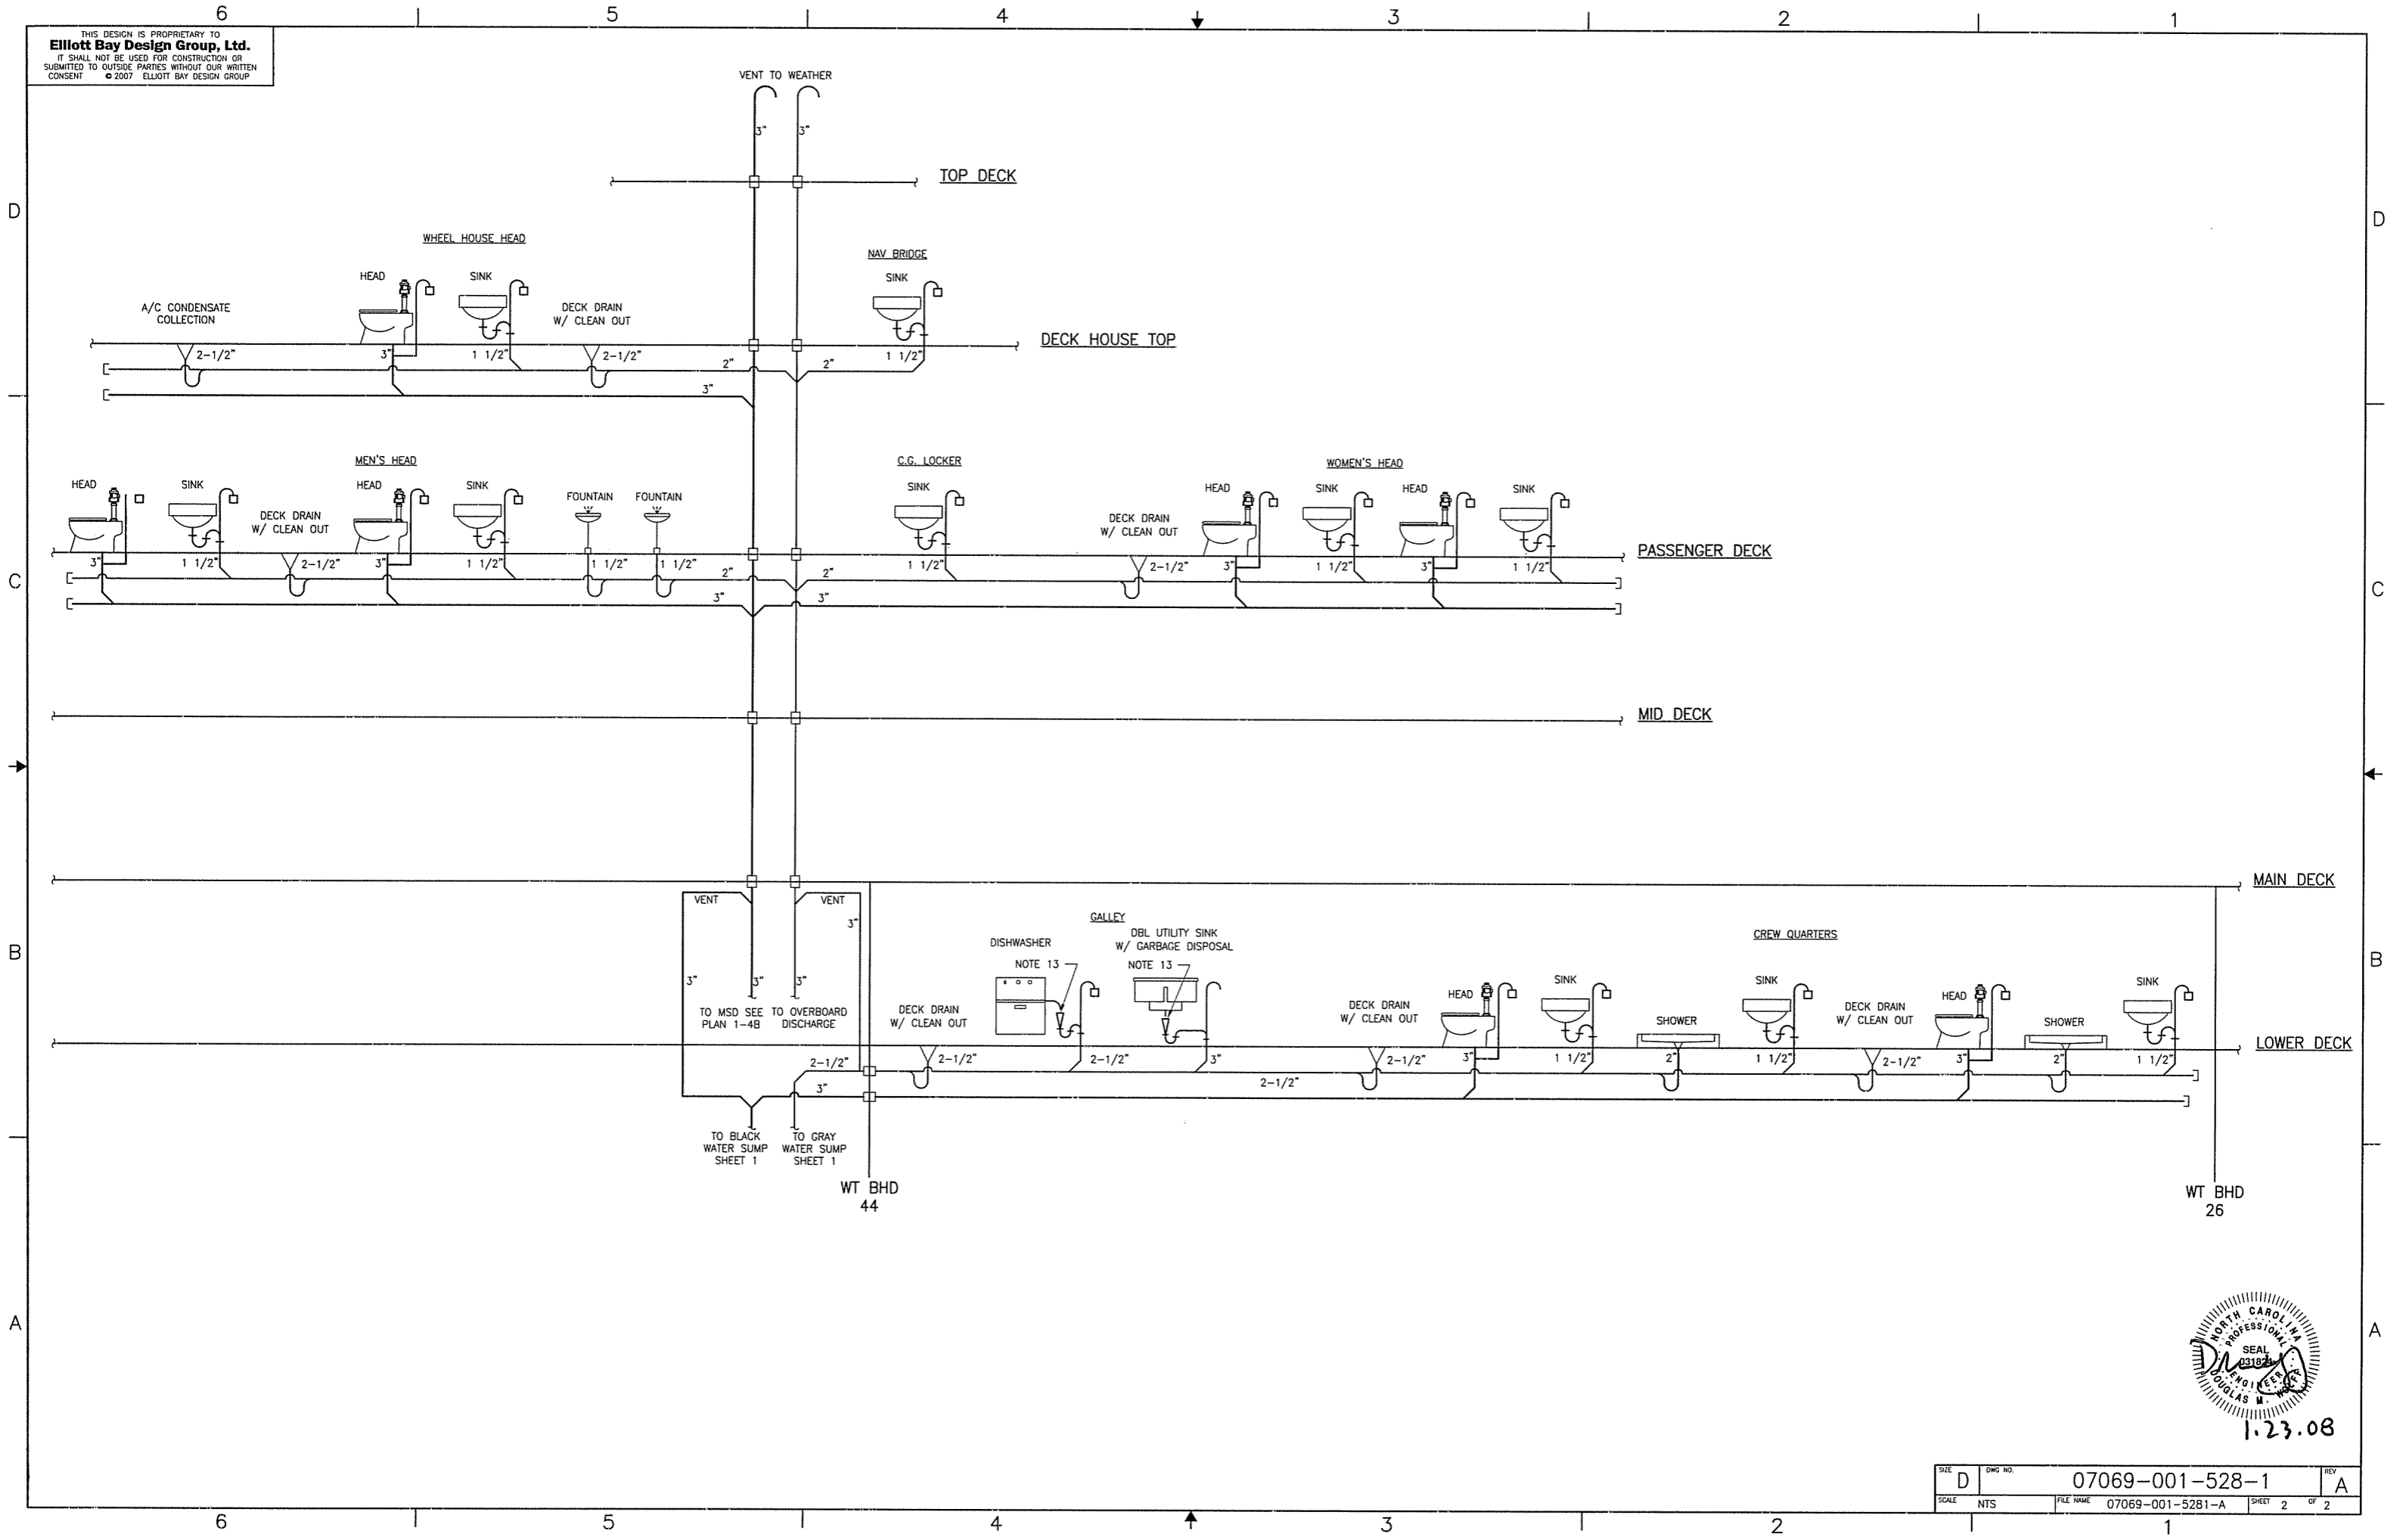 6 5 4 3 2 1
THIS DESIGN IS PROPRIETARY TO
Elliott Bay Design Group, Ltd.
IT SHALL NOT BE USED FOR CONSTRUCTION OR
SUBMITTED TO OUTSIDE PARTIES WITHOUT OUR WRITTEN
CONSENT © 2007 ELLIOTT BAY DESIGN GROUP
VENT TO WEATHER
3" 3"
TOP DECK
D D
WHEEL HOUSE HEAD
NAV BRIDGE
HEAD SINK SINK
A/C CONDENSATE
COLLECTION
DECK DRAIN
W/ CLEAN OUT
DECK HOUSE TOP
2-1/2" 3" 1 1/2" 2-1/2" 2" 2" 1 1/2"
3"
MEN'S HEAD C.G. LOCKER WOMEN'S HEAD
HEAD SINK HEAD SINK FOUNTAIN FOUNTAIN SINK HEAD SINK HEAD SINK
DECK DRAIN
W/ CLEAN OUT
DECK DRAIN
W/ CLEAN OUT
PASSENGER DECK
3" 1 1/2" 2-1/2" 3" 1 1/2" 1 1/2" 1 1/2" 2" 2" 1 1/2" 2-1/2" 3" 1 1/2" 3" 1 1/2"
C C
3" 3"
MID DECK
MAIN DECK
VENT VENT
3"
GALLEY
DISHWASHER
DBL UTILITY SINK
W/ GARBAGE DISPOSAL
NOTE 13 NOTE 13
CREW QUARTERS
B B
3" 3" 3"
TO MSD SEE
PLAN 1-4B
TO OVERBOARD
DISCHARGE
DECK DRAIN
W/ CLEAN OUT
DECK DRAIN
W/ CLEAN OUT
HEAD SINK SHOWER SINK
DECK DRAIN
W/ CLEAN OUT
HEAD SHOWER SINK
LOWER DECK
2-1/2" 2-1/2" 2-1/2" 3" 2-1/2" 3" 1 1/2" 2" 1 1/2" 2-1/2" 3" 2" 1 1/2"
3" 2-1/2"
TO BLACK
WATER SUMP
SHEET 1
TO GRAY
WATER SUMP
SHEET 1
WT BHD
44
WT BHD
26
A A
NORTH CAROLINA
PROFESSIONAL
SEAL
031824
ENGINEER
DOUGLAS M. WOLFF
1.23.08
SIZE D DWG NO. 07069-001-528-1 REV A
SCALE NTS FILE NAME 07069-001-5281-A SHEET 2 OF 2
6 5 4 3 2 1